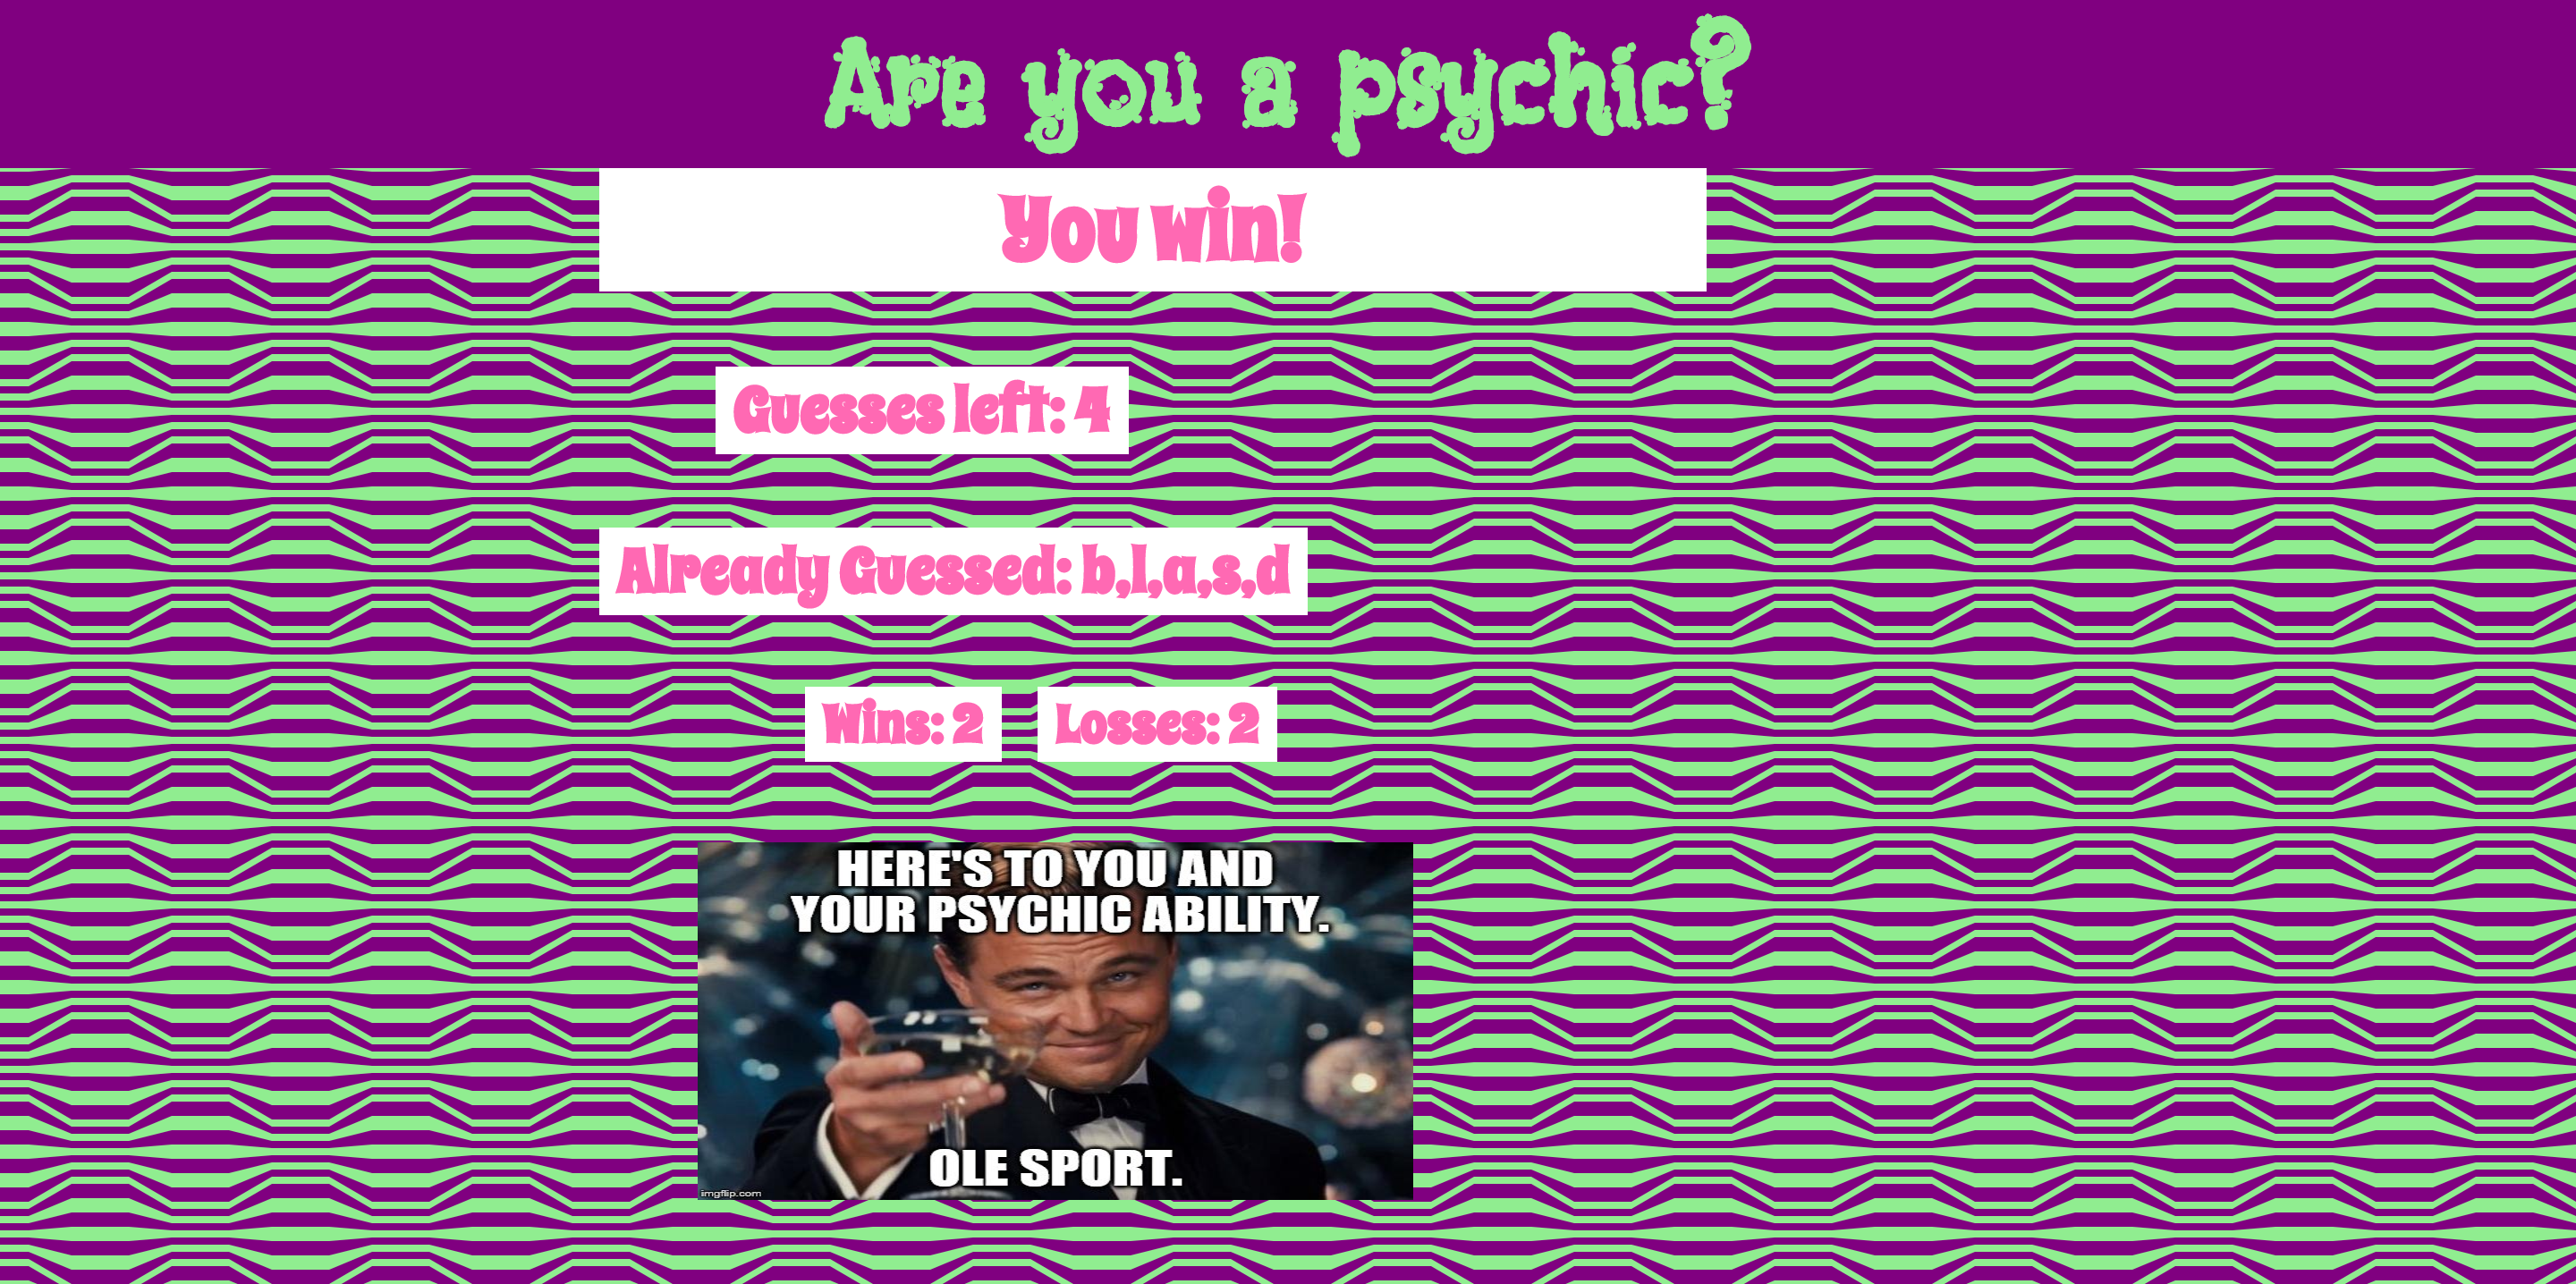 Are you a psychic?
You win!
Guesses left: 4
Already Guessed: b,l,a,s,d
Wins: 2 Losses: 2
HERE'S TO YOU AND
YOUR PSYCHIC ABILITY.
OLE SPORT.
imgflip.com